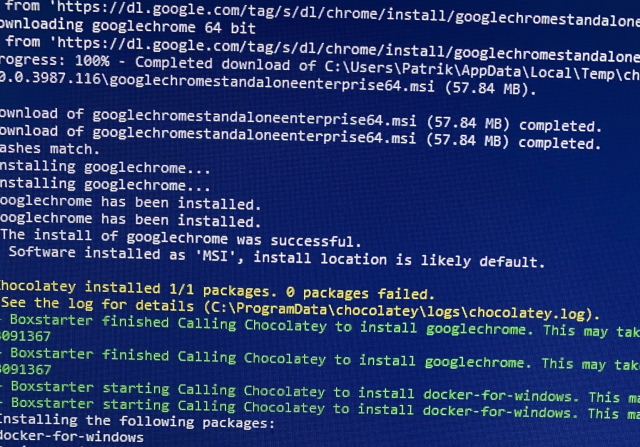 from 'https://dl.google.com/tag/s/dl/chrome/install/googlechromestandalone
ownloading googlechrome 64 bit
from 'https://dl.google.com/tag/s/dl/chrome/install/googlechromestandalone
rogress: 100% - Completed download of C:\Users\Patrik\AppData\Local\Temp\ch
0.0.3987.116\googlechromestandaloneenterprise64.msi (57.84 MB).
ownload of googlechromestandaloneenterprise64.msi (57.84 MB) completed.
ownload of googlechromestandaloneenterprise64.msi (57.84 MB) completed.
ashes match.
nstalling googlechrome...
nstalling googlechrome...
ooglechrome has been installed.
ooglechrome has been installed.
The install of googlechrome was successful.
Software installed as 'MSI', install location is likely default.
hocolatey installed 1/1 packages. 0 packages failed.
See the log for details (C:\ProgramData\chocolatey\logs\chocolatey.log).
- Boxstarter finished Calling Chocolatey to install googlechrome. This may tak
8091367
- Boxstarter finished Calling Chocolatey to install googlechrome. This may take
8091367
- Boxstarter starting Calling Chocolatey to install docker-for-windows. This ma
- Boxstarter starting Calling Chocolatey to install docker-for-windows. This ma
Installing the following packages:
docker-for-windows